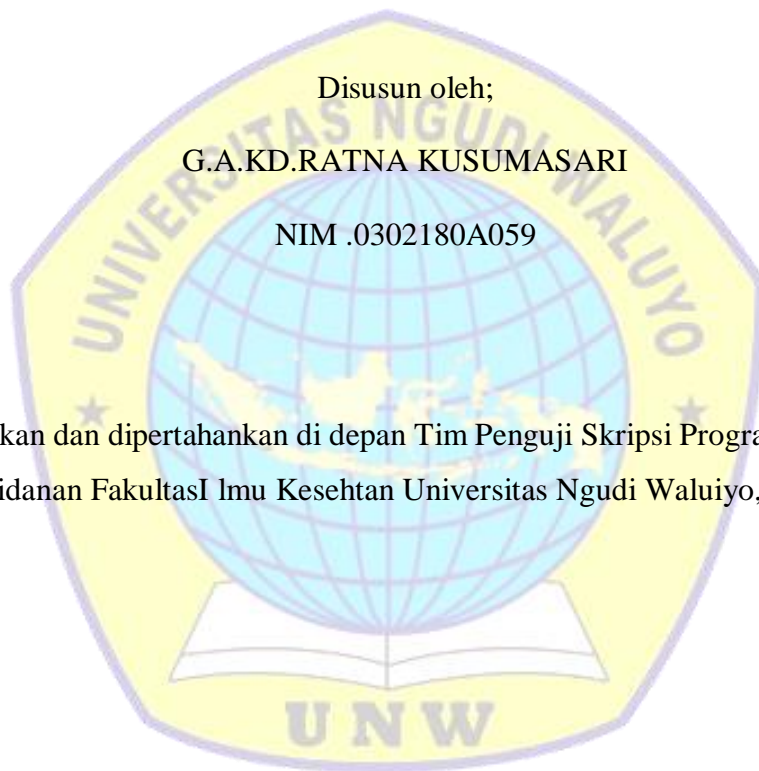 Disusun oleh;
G.A.KD.RATNA KUSUMASARI
NIM .0302180A059
UNIVERSITAS NGUDI WALUYO
kan dan dipertahankan di depan Tim Penguji Skripsi Progra
idanan FakultasI lmu Kesehtan Universitas Ngudi Waluiyo,
UNW